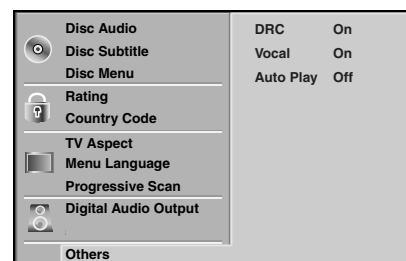 Disc Audio
Disc Subtitle
Disc Menu
Rating
Country Code
TV Aspect
Menu Language
Progressive Scan
Digital Audio Output
Others
DRC On
Vocal On
Auto Play Off